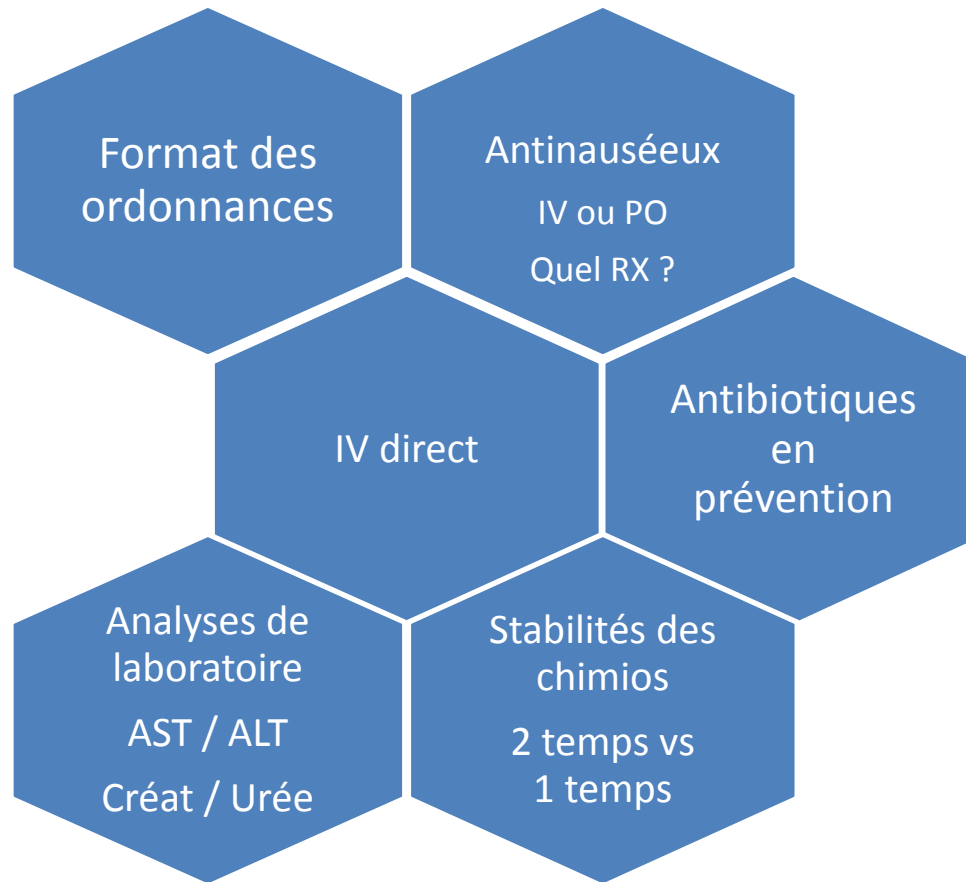 Format des
ordonnances
Antinauséeux
IV ou PO
Quel RX ?
IV direct
Antibiotiques
en
prévention
Analyses de
laboratoire
AST / ALT
Créat / Urée
Stabilités des
chimios
2 temps vs
1 temps